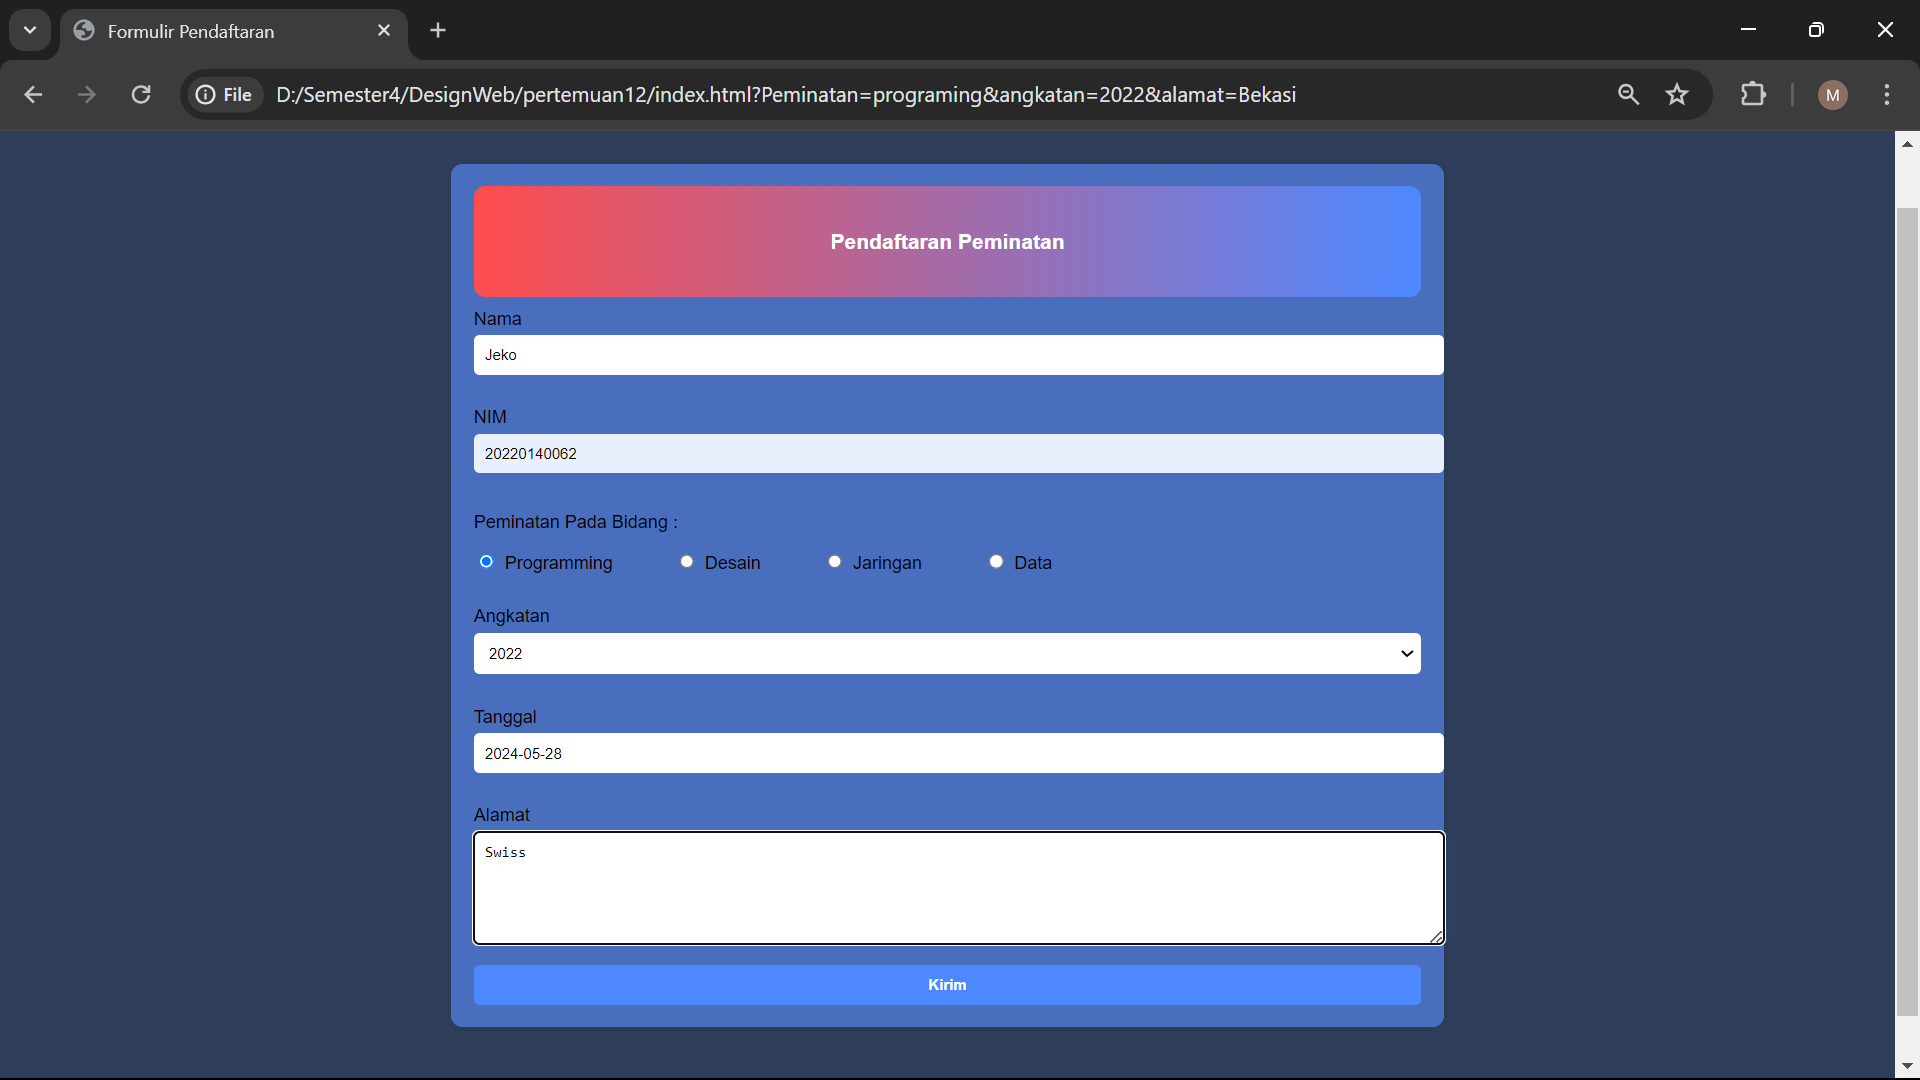 Formulir Pendaftaran
File D:/Semester4/DesignWeb/pertemuan12/index.html?Peminatan=programing&angkatan=2022&alamat=Bekasi
M
Pendaftaran Peminatan
Nama
Jeko
NIM
20220140062
Peminatan Pada Bidang :
Programming Desain Jaringan Data
Angkatan
2022
Tanggal
2024-05-28
Alamat
Swiss
Kirim